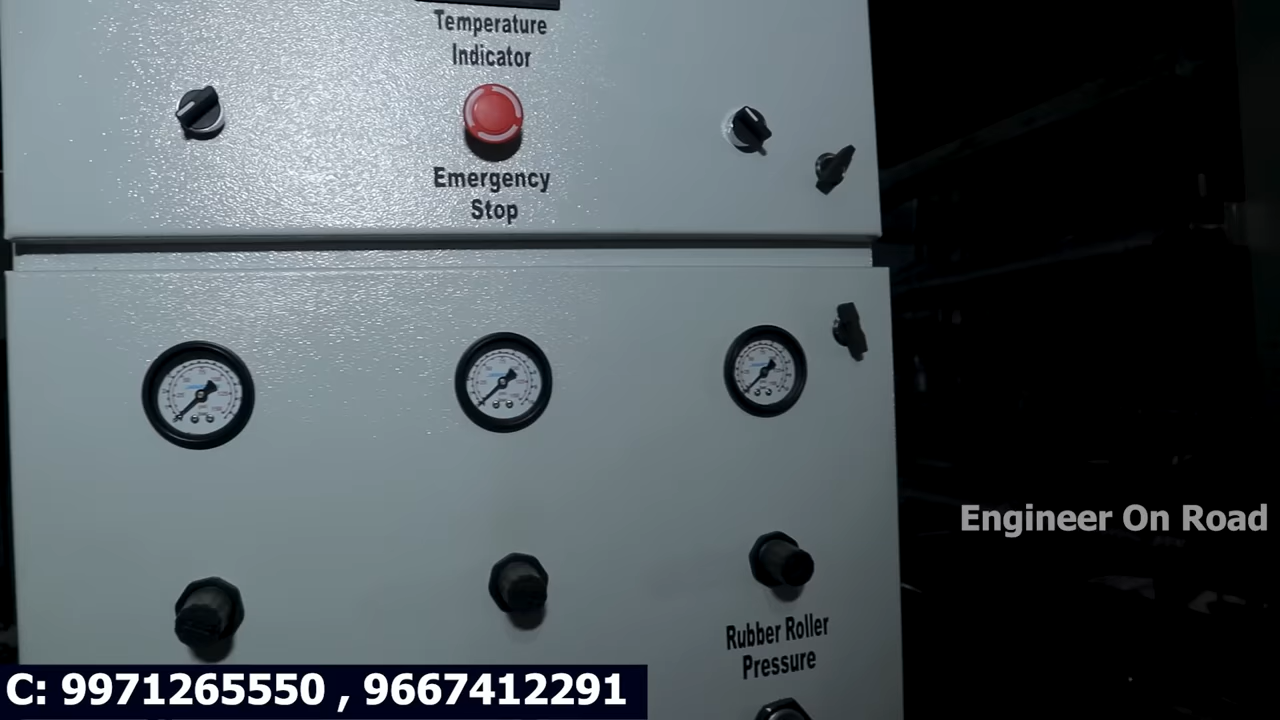 Temperature
Indicator
Emergency
Stop
Engineer On Road
Rubber Roller
Pressure
C: 9971265550 , 9667412291